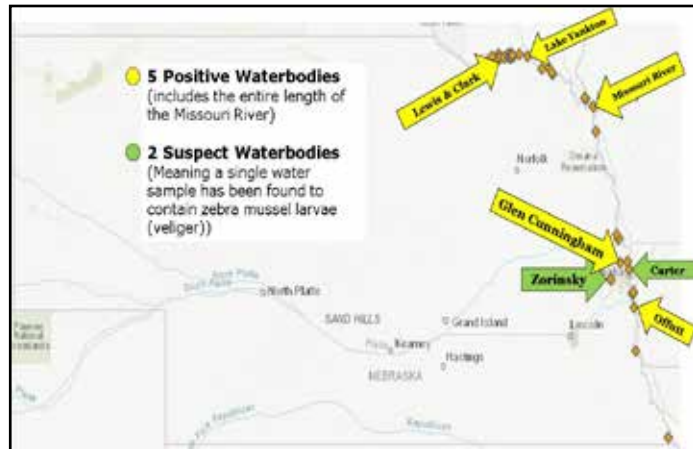 5 Positive Waterbodies
(includes the entire length of
the Missouri River)
2 Suspect Waterbodies
(Meaning a single water
sample has been found to
contain zebra mussel larvae
(veliger))
Lewis & Clark
Lake Yankton
Missouri River
Norfolk
Glen Cunningham
Zorinsky
Carter
Offutt
North Platte
SAND HILLS
Grand Island
Lincoln
Platte
Kearney
Hastings
NEBRASKA